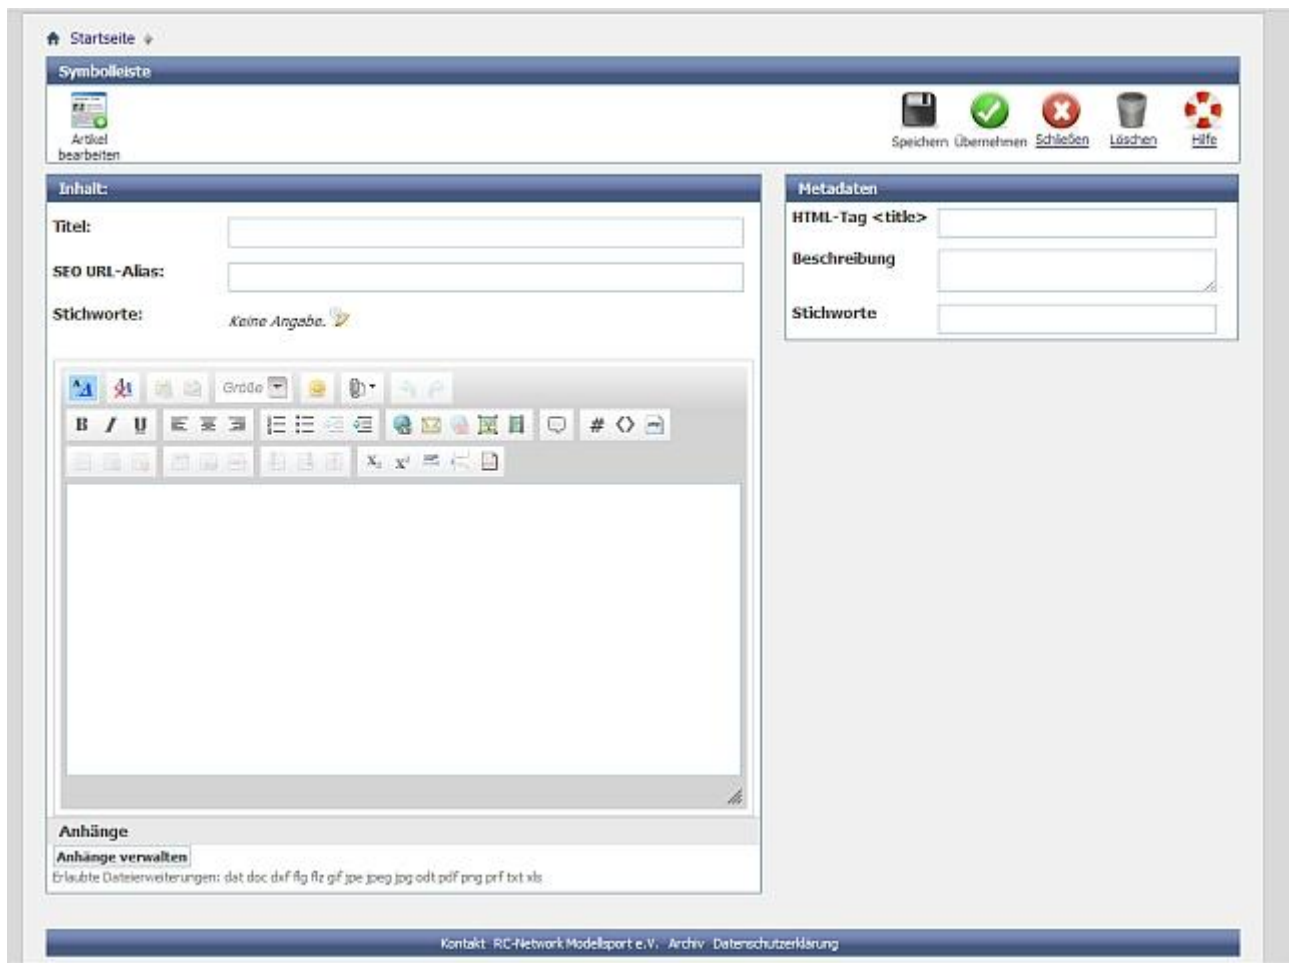 Startseite
Symbolleiste
Artikel
bearbeiten
Speichern Übernehmen Schließen Löschen Hilfe
Inhalt:
Titel:
SEO URL-Alias:
Stichworte:
Keine Angabe.
Größe
B I U
# <>
X₂ X²
Anhänge
Anhänge verwalten
Erlaubte Dateierweiterungen: dat doc dxf flg flz gif jpe jpeg jpg odt pdf png prf txt xls
Metadaten
HTML-Tag <title>
Beschreibung
Stichworte
Kontakt RC-Network Modellsport e.V. Archiv Datenschutzerklärung